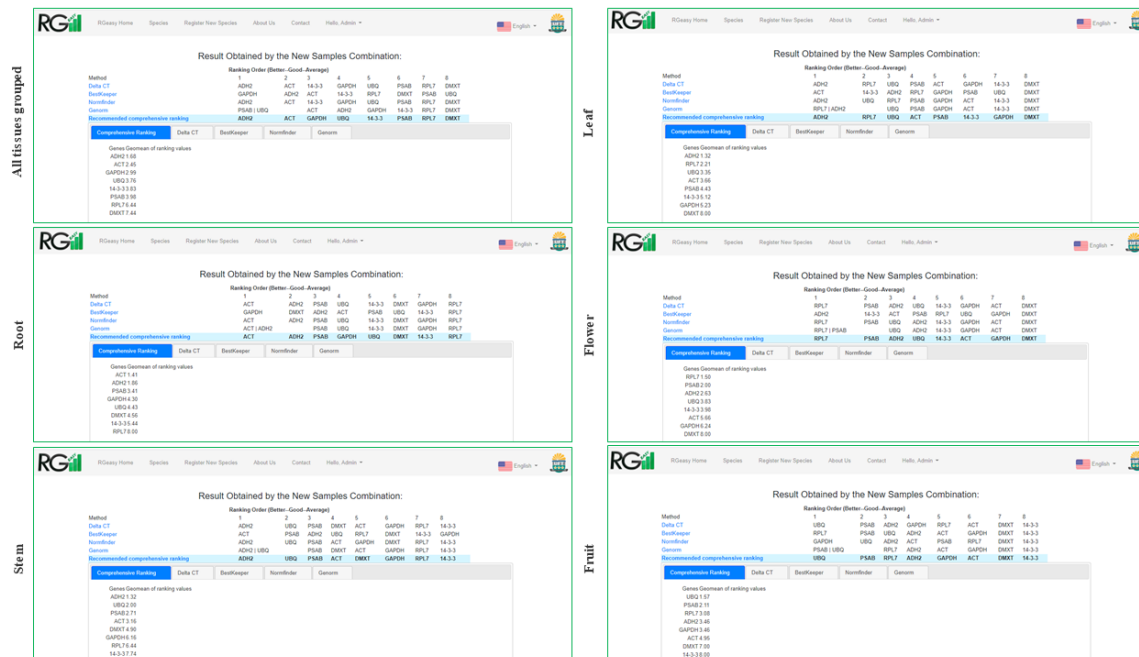 All tissues grouped
RG
RGeasy Home Species Register New Species About Us Contact Hello, Admin English
Result Obtained by the New Samples Combination:
Ranking Order (Better--Good--Average)
Method 1 2 3 4 5 6 7 8
Delta CT ADH2 ACT 14-3-3 GAPDH UBQ PSAB RPL7 DMXT
BestKeeper GAPDH ADH2 ACT 14-3-3 RPL7 DMXT PSAB UBQ
Normfinder ADH2 ACT 14-3-3 GAPDH UBQ PSAB RPL7 DMXT
Genorm PSAB | UBQ ACT ADH2 GAPDH 14-3-3 RPL7 DMXT
Recommended comprehensive ranking ADH2 ACT GAPDH UBQ 14-3-3 PSAB RPL7 DMXT
Comprehensive Ranking Delta CT BestKeeper Normfinder Genorm
Genes Geomean of ranking values
ADH2 1.68
ACT 2.45
GAPDH 2.99
UBQ 3.76
14-3-3 3.83
PSAB 3.98
RPL7 6.44
DMXT 7.44
Leaf
RG
RGeasy Home Species Register New Species About Us Contact Hello, Admin English
Result Obtained by the New Samples Combination:
Ranking Order (Better--Good--Average)
Method 1 2 3 4 5 6 7 8
Delta CT ADH2 RPL7 UBQ PSAB ACT GAPDH 14-3-3 DMXT
BestKeeper ACT 14-3-3 ADH2 RPL7 GAPDH PSAB UBQ DMXT
Normfinder ADH2 UBQ RPL7 PSAB GAPDH ACT 14-3-3 DMXT
Genorm RPL7 | ADH2 UBQ PSAB GAPDH ACT 14-3-3 DMXT
Recommended comprehensive ranking ADH2 RPL7 UBQ ACT PSAB 14-3-3 GAPDH DMXT
Comprehensive Ranking Delta CT BestKeeper Normfinder Genorm
Genes Geomean of ranking values
ADH2 1.32
RPL7 2.21
UBQ 3.35
ACT 3.66
PSAB 4.43
14-3-3 5.12
GAPDH 5.23
DMXT 8.00
Root
RG
RGeasy Home Species Register New Species About Us Contact Hello, Admin English
Result Obtained by the New Samples Combination:
Ranking Order (Better--Good--Average)
Method 1 2 3 4 5 6 7 8
Delta CT ACT ADH2 PSAB UBQ 14-3-3 DMXT GAPDH RPL7
BestKeeper GAPDH DMXT ADH2 ACT PSAB UBQ 14-3-3 RPL7
Normfinder ACT ADH2 PSAB UBQ 14-3-3 DMXT GAPDH RPL7
Genorm ACT | ADH2 PSAB UBQ 14-3-3 DMXT GAPDH RPL7
Recommended comprehensive ranking ACT ADH2 PSAB GAPDH UBQ DMXT 14-3-3 RPL7
Comprehensive Ranking Delta CT BestKeeper Normfinder Genorm
Genes Geomean of ranking values
ACT 1.41
ADH2 1.86
PSAB 3.41
GAPDH 4.30
UBQ 4.43
DMXT 4.56
14-3-3 5.44
RPL7 8.00
Flower
RG
RGeasy Home Species Register New Species About Us Contact Hello, Admin English
Result Obtained by the New Samples Combination:
Ranking Order (Better--Good--Average)
Method 1 2 3 4 5 6 7 8
Delta CT RPL7 PSAB ADH2 UBQ 14-3-3 GAPDH ACT DMXT
BestKeeper ADH2 14-3-3 ACT PSAB RPL7 UBQ GAPDH DMXT
Normfinder RPL7 PSAB UBQ ADH2 14-3-3 GAPDH ACT DMXT
Genorm RPL7 | PSAB UBQ ADH2 14-3-3 GAPDH ACT DMXT
Recommended comprehensive ranking RPL7 PSAB ADH2 UBQ 14-3-3 ACT GAPDH DMXT
Comprehensive Ranking Delta CT BestKeeper Normfinder Genorm
Genes Geomean of ranking values
RPL7 1.50
PSAB 2.00
ADH2 2.63
UBQ 3.83
14-3-3 3.98
ACT 5.66
GAPDH 6.24
DMXT 8.00
Stem
RG
RGeasy Home Species Register New Species About Us Contact Hello, Admin English
Result Obtained by the New Samples Combination:
Ranking Order (Better--Good--Average)
Method 1 2 3 4 5 6 7 8
Delta CT ADH2 UBQ PSAB DMXT ACT GAPDH RPL7 14-3-3
BestKeeper ACT PSAB ADH2 UBQ RPL7 DMXT 14-3-3 GAPDH
Normfinder ADH2 UBQ PSAB ACT GAPDH DMXT RPL7 14-3-3
Genorm ADH2 | UBQ PSAB DMXT ACT GAPDH RPL7 14-3-3
Recommended comprehensive ranking ADH2 UBQ PSAB ACT DMXT GAPDH RPL7 14-3-3
Comprehensive Ranking Delta CT BestKeeper Normfinder Genorm
Genes Geomean of ranking values
ADH2 1.32
UBQ 2.00
PSAB 2.71
ACT 3.16
DMXT 4.90
GAPDH 6.16
RPL7 6.44
14-3-3 7.74
Fruit
RG
RGeasy Home Species Register New Species About Us Contact Hello, Admin English
Result Obtained by the New Samples Combination:
Ranking Order (Better--Good--Average)
Method 1 2 3 4 5 6 7 8
Delta CT UBQ PSAB ADH2 GAPDH RPL7 ACT DMXT 14-3-3
BestKeeper RPL7 PSAB UBQ ADH2 ACT GAPDH DMXT 14-3-3
Normfinder GAPDH UBQ ADH2 ACT PSAB RPL7 DMXT 14-3-3
Genorm PSAB | UBQ RPL7 ADH2 ACT GAPDH DMXT 14-3-3
Recommended comprehensive ranking UBQ PSAB RPL7 ADH2 GAPDH ACT DMXT 14-3-3
Comprehensive Ranking Delta CT BestKeeper Normfinder Genorm
Genes Geomean of ranking values
UBQ 1.57
PSAB 2.11
RPL7 3.08
ADH2 3.46
GAPDH 3.46
ACT 4.95
DMXT 7.00
14-3-3 8.00